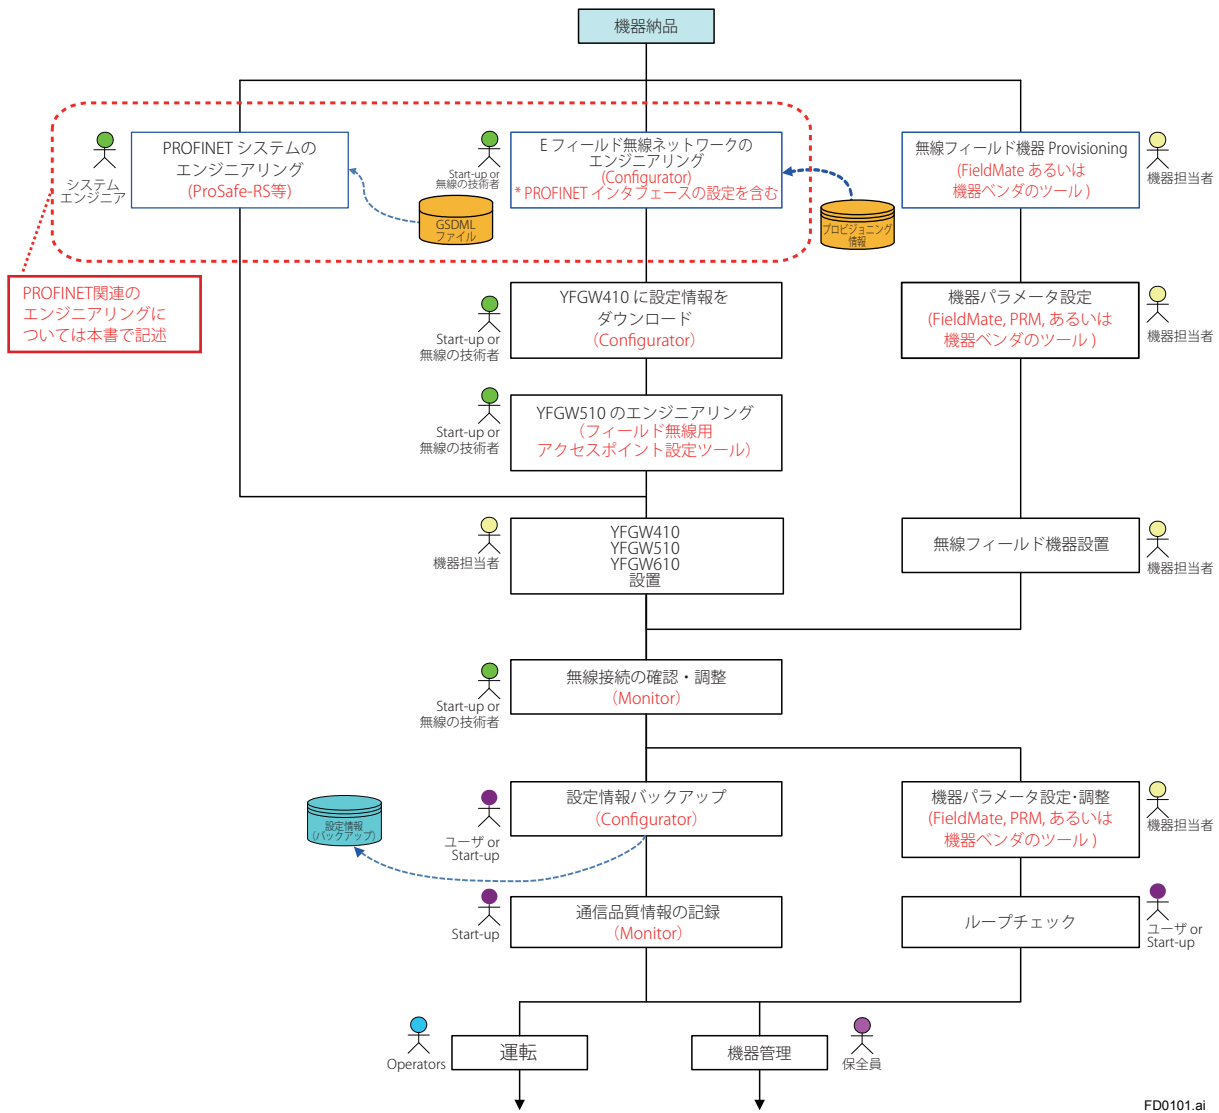 機器納品
PROFINET システムの
エンジニアリング
(ProSafe-RS等)
システム
エンジニア
E フィールド無線ネットワークの
エンジニアリング
(Configurator)
* PROFINET インタフェースの設定を含む
Start-up or
無線の技術者
GSDML
ファイル
プロビジョニング
情報
無線フィールド機器 Provisioning
(FieldMate あるいは
機器ベンダのツール )
機器担当者
PROFINET関連の
エンジニアリングに
ついては本書で記述
YFGW410 に設定情報を
ダウンロード
(Configurator)
Start-up or
無線の技術者
機器パラメータ設定
(FieldMate, PRM, あるいは
機器ベンダのツール )
機器担当者
YFGW510 のエンジニアリング
（フィールド無線用
アクセスポイント設定ツール）
Start-up or
無線の技術者
YFGW410
YFGW510
YFGW610
設置
機器担当者
無線フィールド機器設置
機器担当者
無線接続の確認・調整
（Monitor）
Start-up or
無線の技術者
設定情報
(バックアップ)
設定情報バックアップ
(Configurator)
ユーザ or
Start-up
機器パラメータ設定・調整
(FieldMate, PRM, あるいは
機器ベンダのツール )
機器担当者
通信品質情報の記録
（Monitor）
Start-up
ループチェック
ユーザ or
Start-up
Operators
運転
機器管理
保全員
FD0101.ai